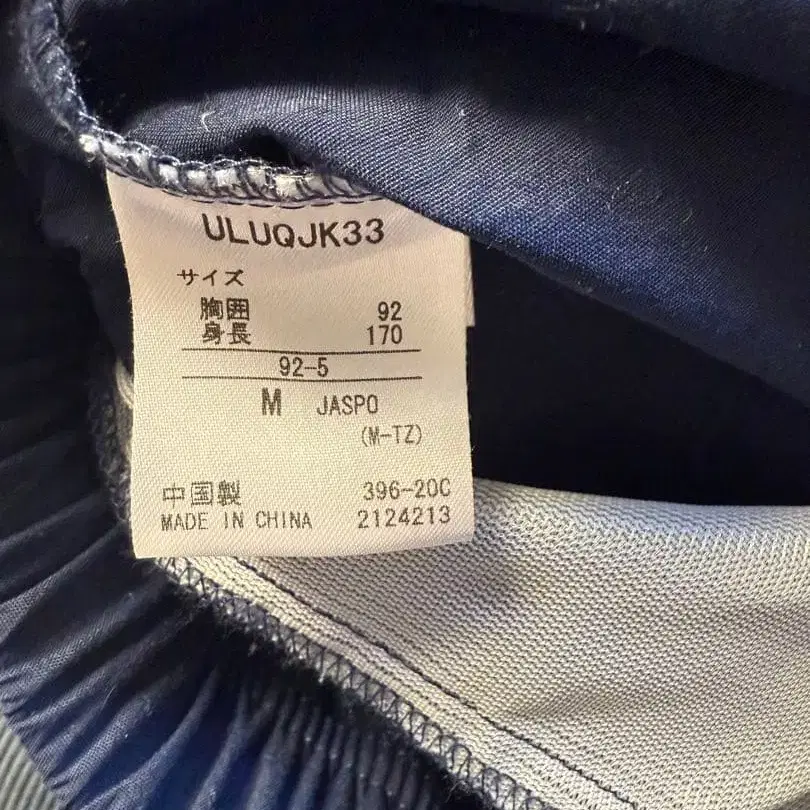 ULUQJK33
サイズ
胸囲 92
身長 170
92-5
M JASPO
(M-TZ)
中国製 396-20C
MADE IN CHINA 2124213